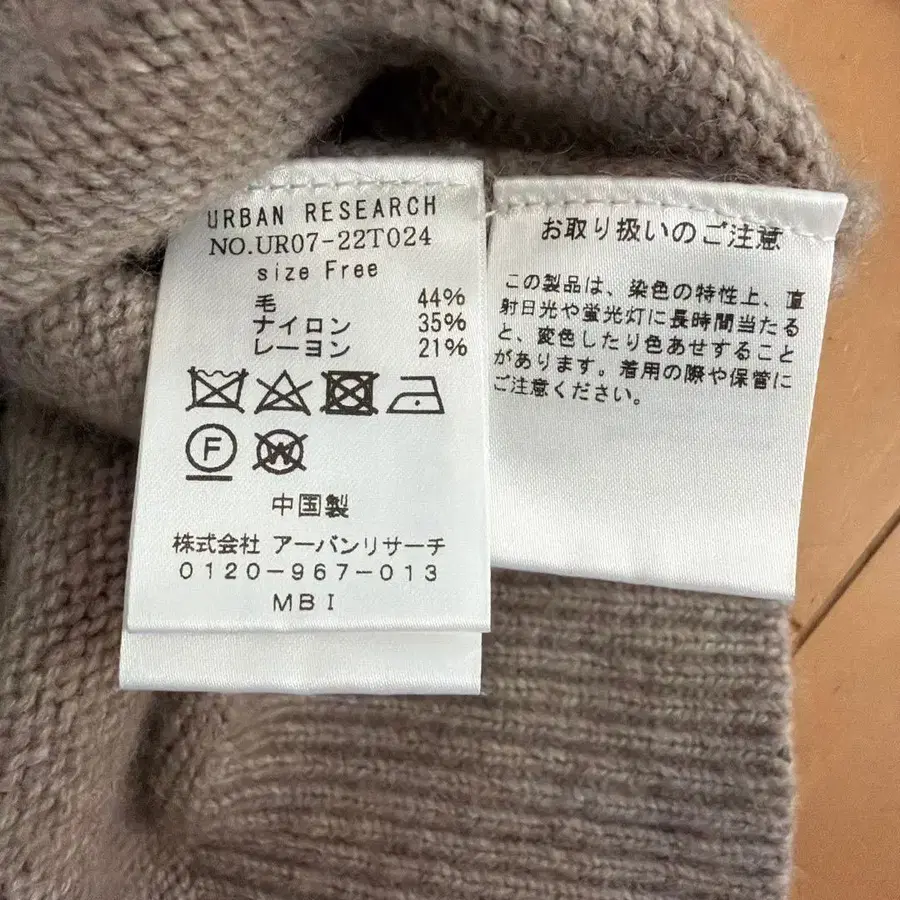 URBAN RESEARCH
NO.UR07-22T024
size Free
毛 44%
ナイロン 35%
レーヨン 21%
F
W
中国製
株式会社 アーバンリサーチ
0120-967-013
MBI
お取り扱いのご注意
この製品は、染色の特性上、直
射日光や蛍光灯に長時間当たる
と、変色したり色あせすること
があります。着用の際や保管に
ご注意ください。